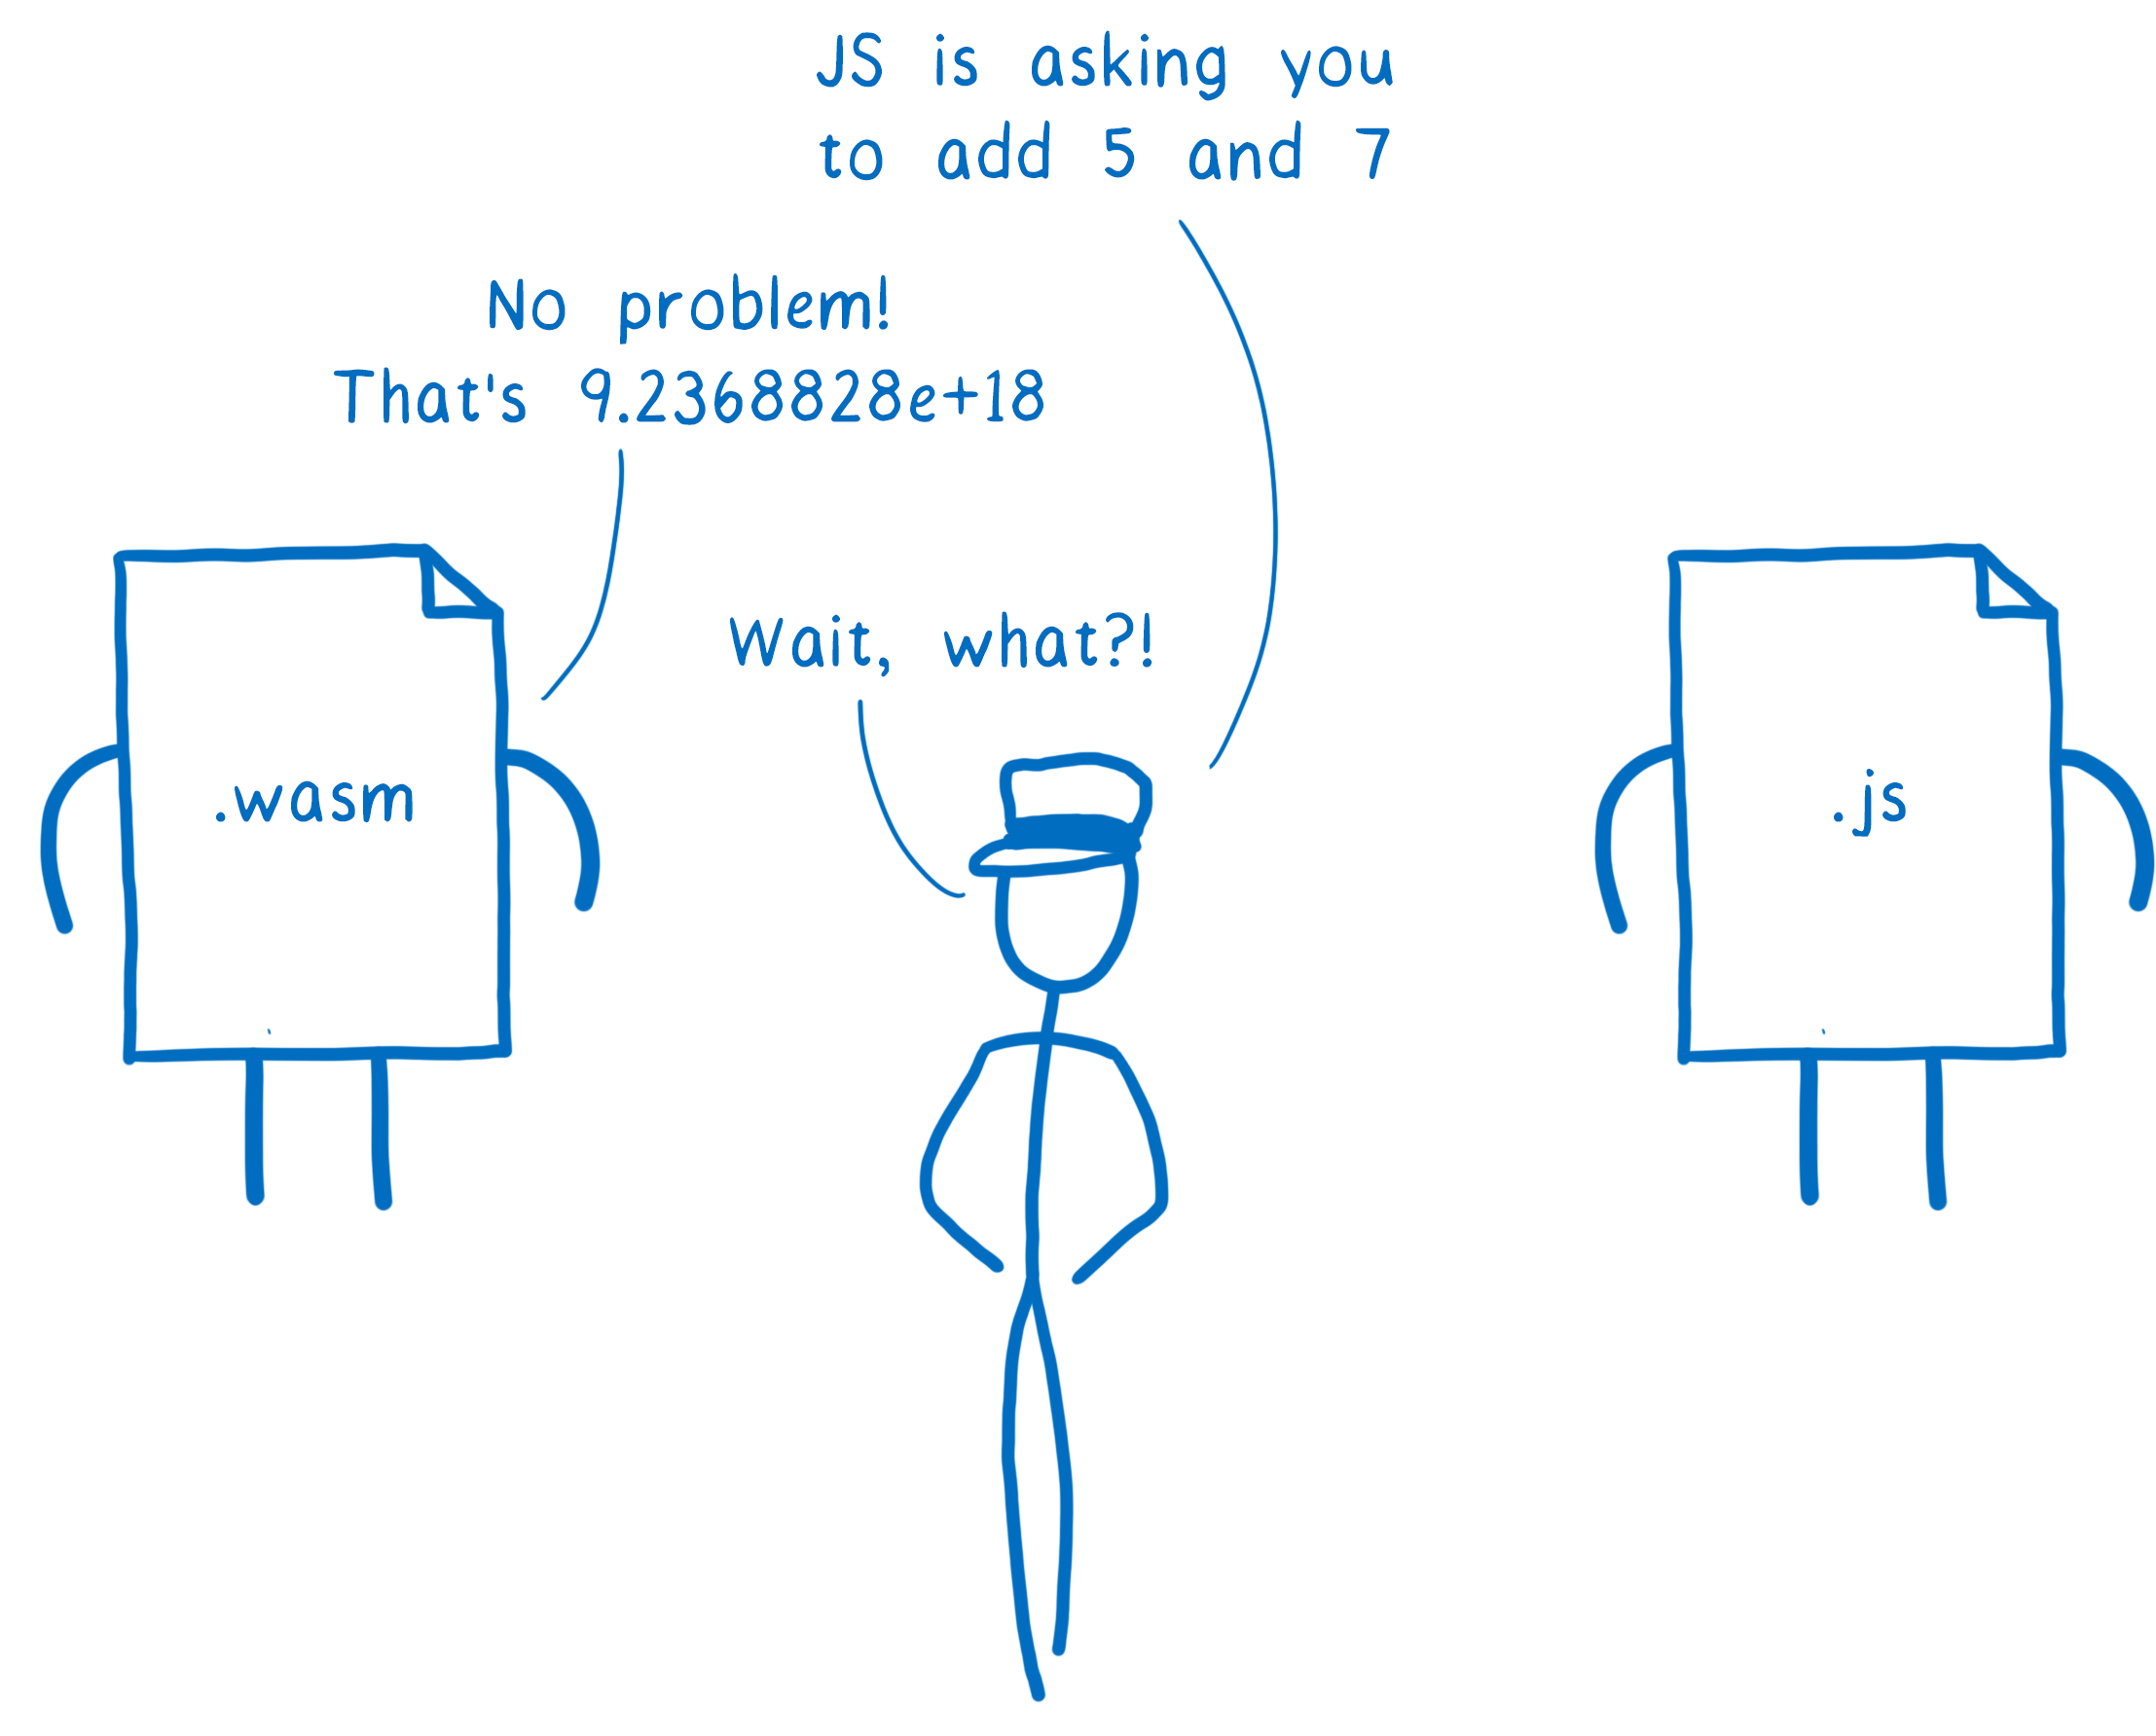 JS is asking you
to add 5 and 7
No problem!
That's 9.2368828e+18
Wait, what?!
.wasm
.js